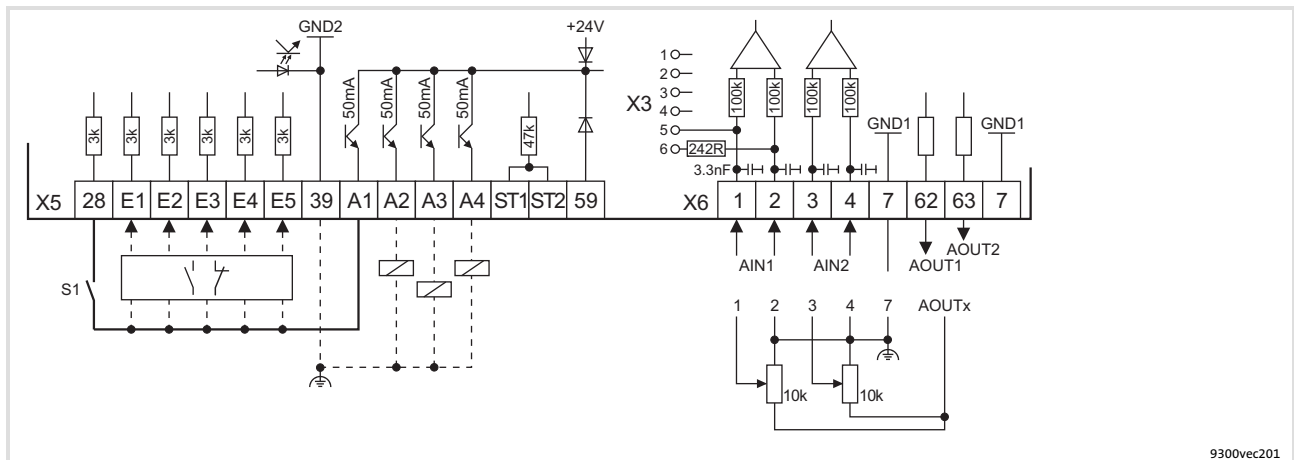 GND2
+24V
50mA 50mA 50mA 50mA
3k 3k 3k 3k 3k 3k
47k
X5 28 E1 E2 E3 E4 E5 39 A1 A2 A3 A4 ST1 ST2 59
S1
X3
1
2
3
4
5
6
242R
100k 100k 100k 100k
3.3nF
GND1 GND1
X6 1 2 3 4 7 62 63 7
AIN1 AIN2 AOUT1 AOUT2
1 2 3 4 7 AOUTx
10k 10k
9300vec201